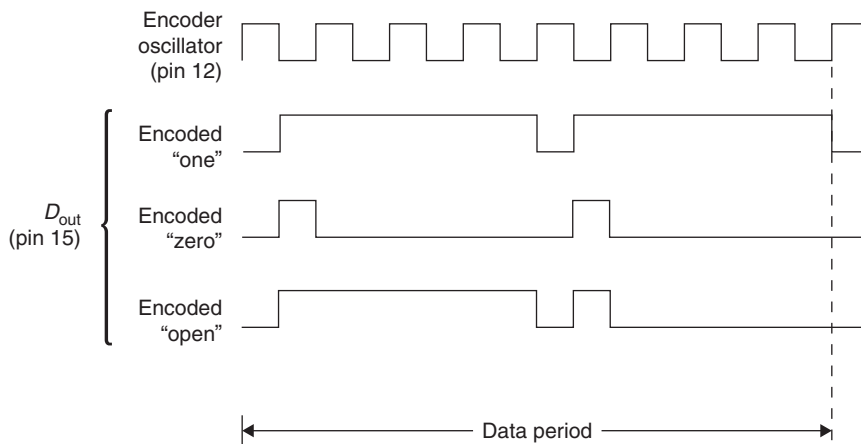 Encoder
oscillator
(pin 12)
Encoded
“one”
Dout
(pin 15)
Encoded
“zero”
Encoded
“open”
Data period